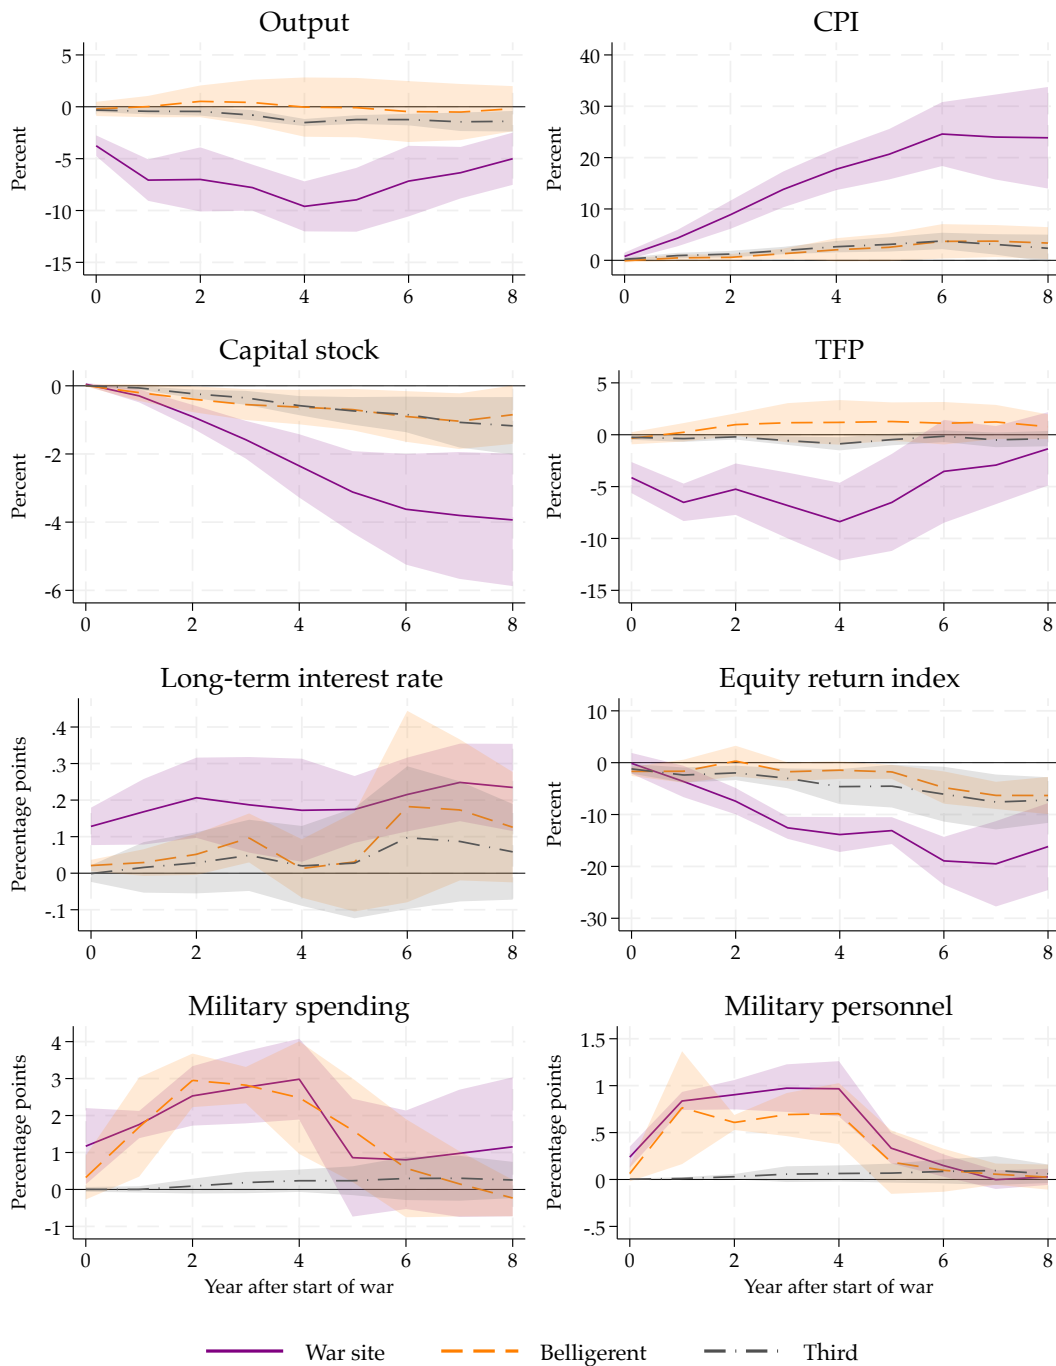 Output
CPI
Percent
5
0
-5
-10
-15
0 2 4 6 8
Percent
40
30
20
10
0
0 2 4 6 8
Capital stock
TFP
Percent
0
-2
-4
-6
0 2 4 6 8
Percent
5
0
-5
-10
-15
0 2 4 6 8
Long-term interest rate
Equity return index
Percentage points
.4
.3
.2
.1
0
-.1
0 2 4 6 8
Percent
10
0
-10
-20
-30
0 2 4 6 8
Military spending
Military personnel
Percentage points
4
3
2
1
0
-1
0 2 4 6 8
Year after start of war
Percentage points
1.5
1
.5
0
-.5
0 2 4 6 8
Year after start of war
War site Belligerent Third